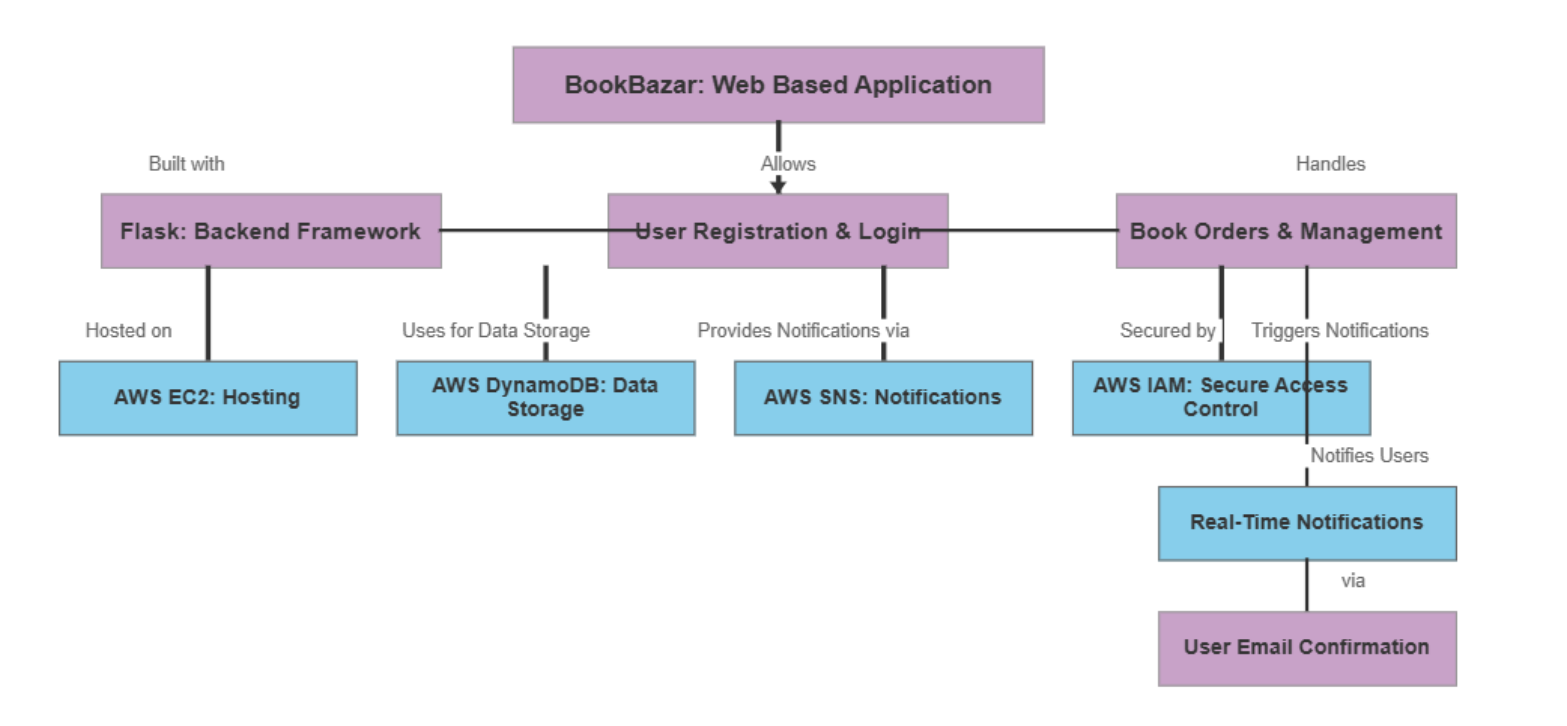 BookBazar: Web Based Application
Built with
Allows
Handles
Flask: Backend Framework
User Registration & Login
Book Orders & Management
Hosted on
Uses for Data Storage
Provides Notifications via
Secured by
Triggers Notifications
AWS EC2: Hosting
AWS DynamoDB: Data
Storage
AWS SNS: Notifications
AWS IAM: Secure Access
Control
Notifies Users
Real-Time Notifications
via
User Email Confirmation